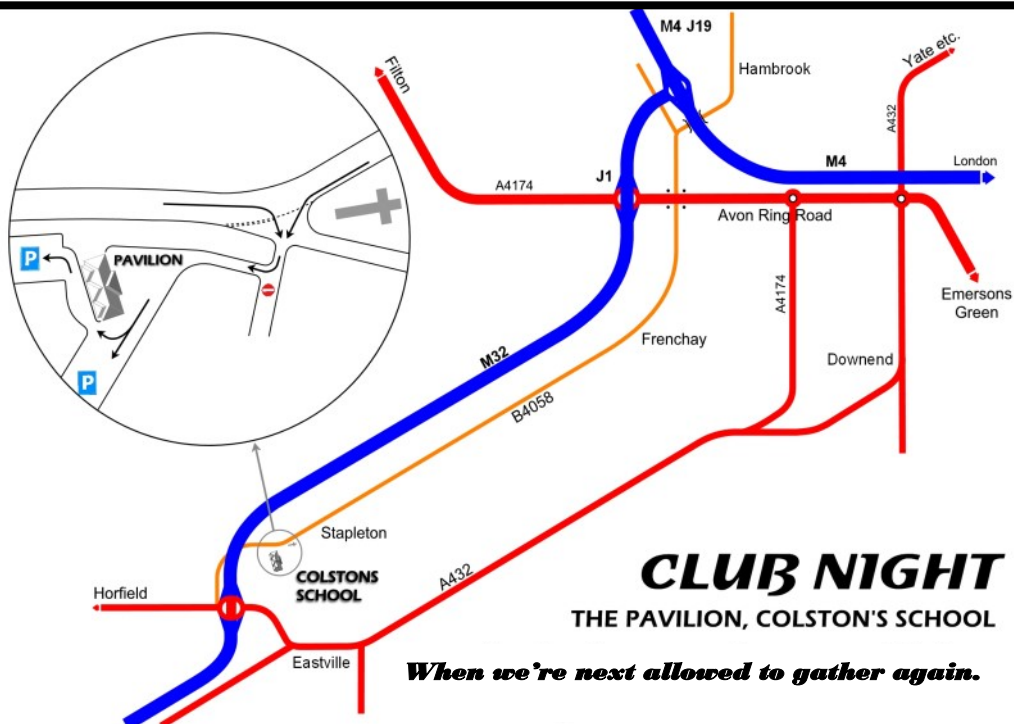 M4 J19
Hambrook
Yate etc.
Filton
A432
J1
M4
London
A4174
Avon Ring Road
P
PAVILION
A4174
Emersons
Green
Frenchay
M32
Downend
P
B4058
Stapleton
COLSTONS
SCHOOL
A432
Horfield
Eastville
CLUB NIGHT
THE PAVILION, COLSTON'S SCHOOL
When we're next allowed to gather again.